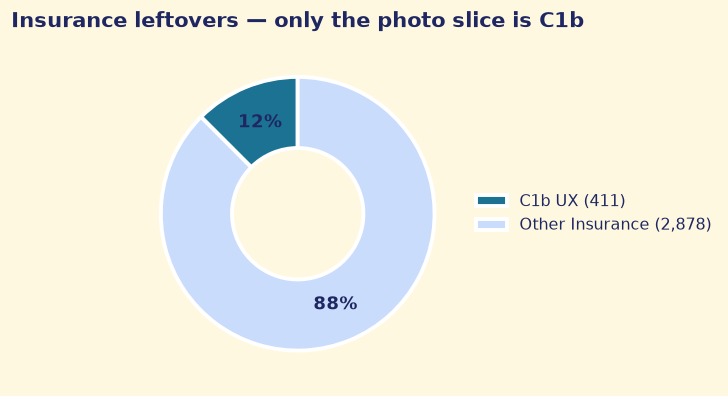 Insurance leftovers — only the photo slice is C1b
12%
C1b UX (411)
Other Insurance (2,878)
88%